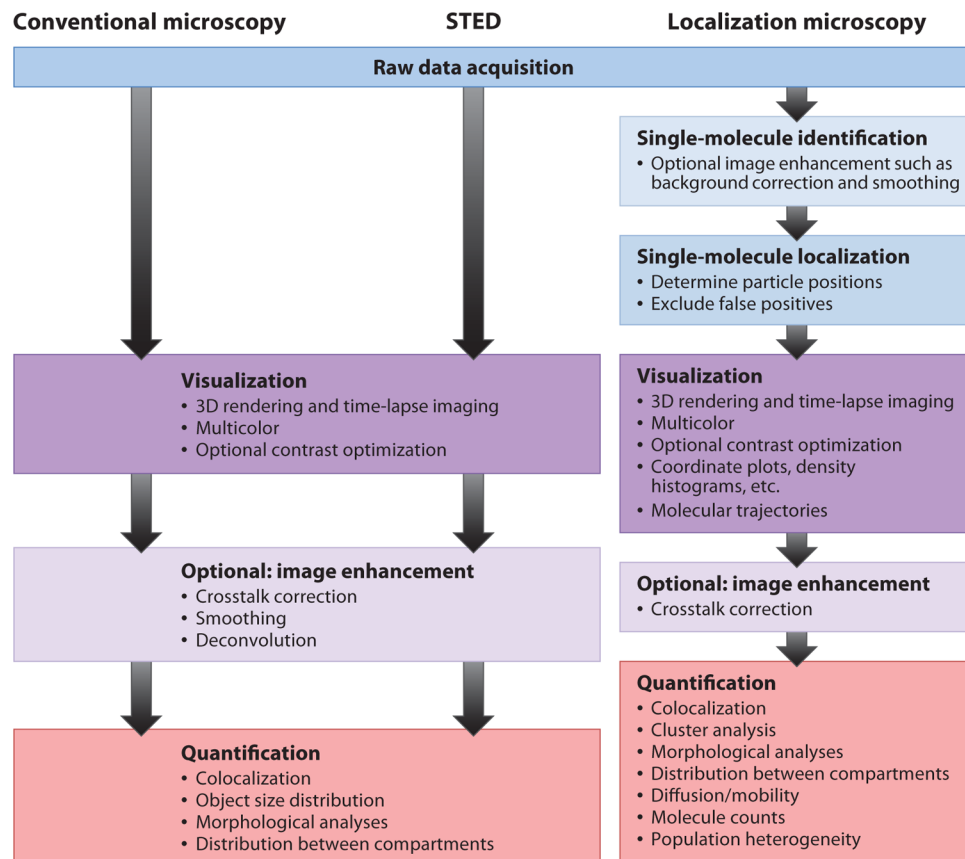 Conventional microscopy
STED
Localization microscopy
Raw data acquisition
Single-molecule identification
• Optional image enhancement such as
background correction and smoothing
Single-molecule localization
• Determine particle positions
• Exclude false positives
Visualization
• 3D rendering and time-lapse imaging
• Multicolor
• Optional contrast optimization
Visualization
• 3D rendering and time-lapse imaging
• Multicolor
• Optional contrast optimization
• Coordinate plots, density
histograms, etc.
• Molecular trajectories
Optional: image enhancement
• Crosstalk correction
• Smoothing
• Deconvolution
Optional: image enhancement
• Crosstalk correction
Quantification
• Colocalization
• Object size distribution
• Morphological analyses
• Distribution between compartments
Quantification
• Colocalization
• Cluster analysis
• Morphological analyses
• Distribution between compartments
• Diffusion/mobility
• Molecule counts
• Population heterogeneity